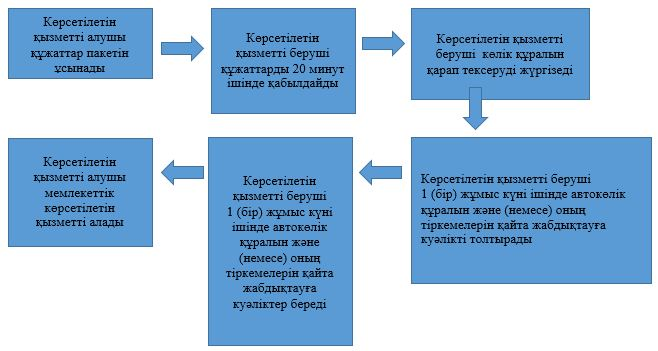 Көрсетілетін
қызметті алушы
құжаттар пакетін
ұсынады
Көрсетілетін
қызметті беруші
құжаттарды 20 минут
ішінде қабылдайды
Көрсетілетін қызметті
беруші көлік құралын
қарап тексеруді жүргізеді
Көрсетілетін қызметті беруші
1 (бір) жұмыс күні ішінде автокөлік
құралын және (немесе) оның
тіркемелерін қайта жабдықтауға
куәлікті толтырады
Көрсетілетін
қызметті беруші
1 (бір) жұмыс күні
ішінде автокөлік
құралын және
(немесе) оның
тіркемелерін қайта
жабдықтауға
куәліктер береді
Көрсетілетін
қызметті алушы
мемлекеттік
көрсетілетін
қызметті алады